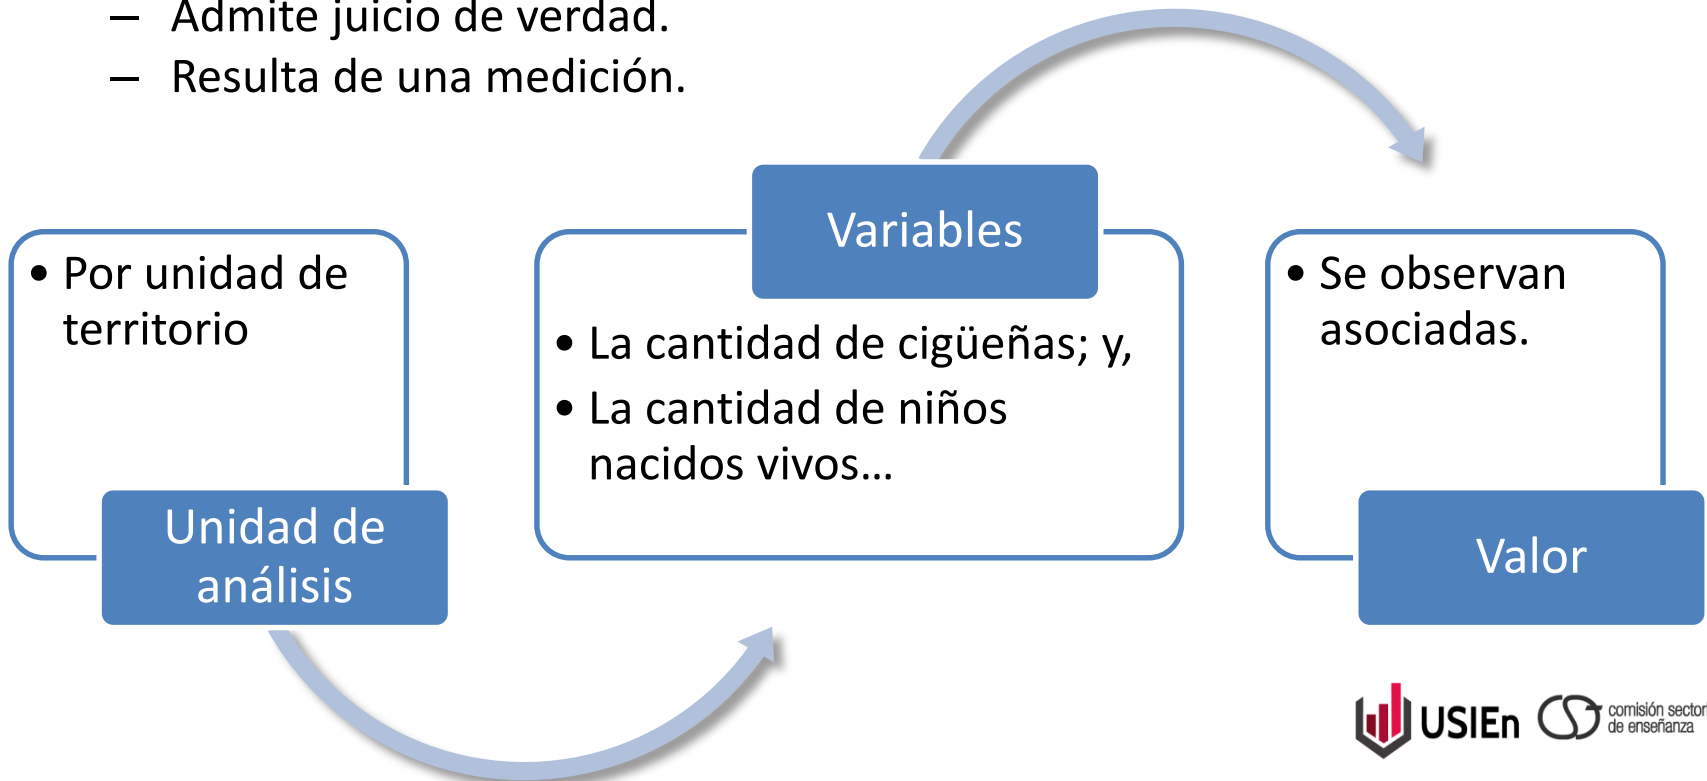 – Admite juicio de verdad.
– Resulta de una medición.
• Por unidad de
territorio
Unidad de
análisis
Variables
• La cantidad de cigüeñas; y,
• La cantidad de niños
nacidos vivos…
• Se observan
asociadas.
Valor
USIEn
comisión sectori
de enseñanza